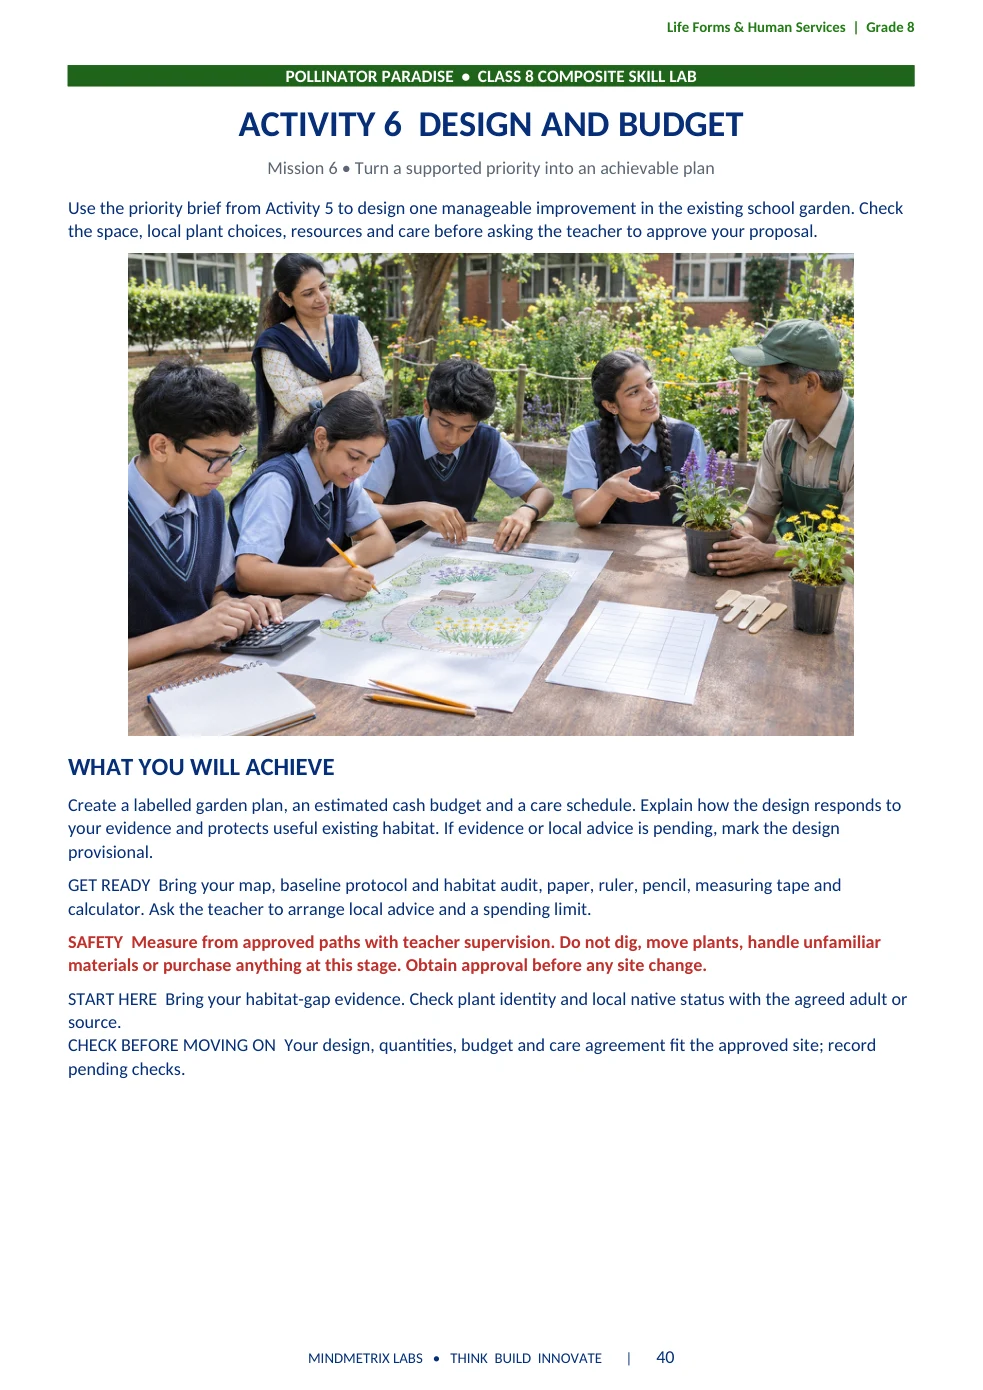 Life Forms & Human Services | Grade 8
POLLINATOR PARADISE ● CLASS 8 COMPOSITE SKILL LAB
ACTIVITY 6 DESIGN AND BUDGET
Mission 6 ● Turn a supported priority into an achievable plan
Use the priority brief from Activity 5 to design one manageable improvement in the existing school garden. Check
the space, local plant choices, resources and care before asking the teacher to approve your proposal.
WHAT YOU WILL ACHIEVE
Create a labelled garden plan, an estimated cash budget and a care schedule. Explain how the design responds to
your evidence and protects useful existing habitat. If evidence or local advice is pending, mark the design
provisional.
GET READY Bring your map, baseline protocol and habitat audit, paper, ruler, pencil, measuring tape and
calculator. Ask the teacher to arrange local advice and a spending limit.
SAFETY Measure from approved paths with teacher supervision. Do not dig, move plants, handle unfamiliar
materials or purchase anything at this stage. Obtain approval before any site change.
START HERE Bring your habitat-gap evidence. Check plant identity and local native status with the agreed adult or
source.
CHECK BEFORE MOVING ON Your design, quantities, budget and care agreement fit the approved site; record
pending checks.
MINDMETRIX LABS ● THINK BUILD INNOVATE | 40